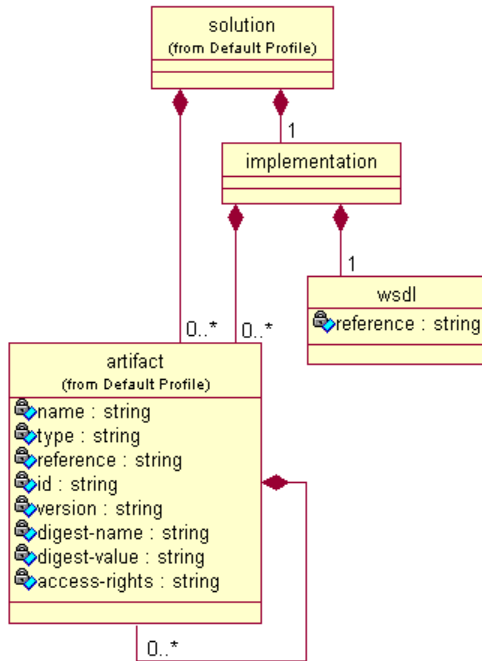 solution
(from Default Profile)
1
implementation
1
wsdl
reference : string
0..*
0..*
artifact
(from Default Profile)
name : string
type : string
reference : string
id : string
version : string
digest-name : string
digest-value : string
access-rights : string
0..*